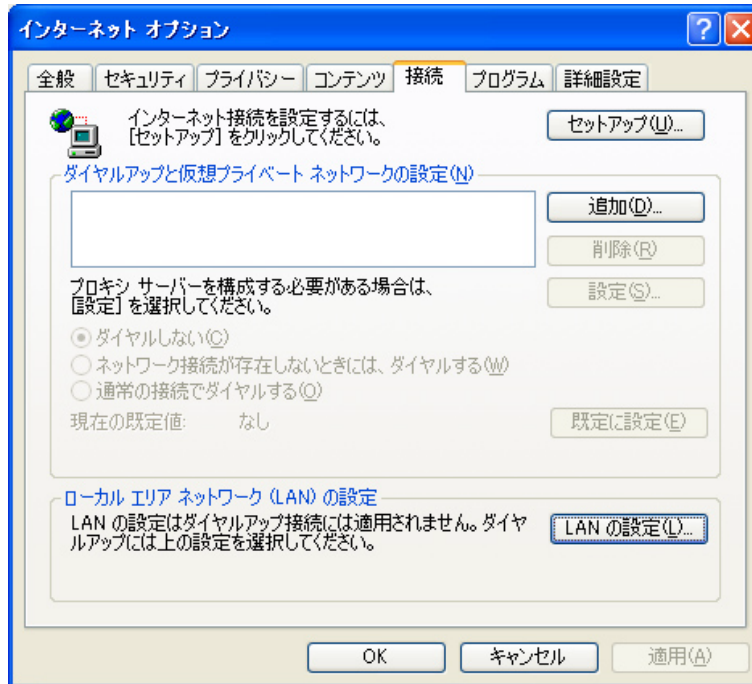 インターネット オプション
全般 セキュリティ プライバシー コンテンツ 接続 プログラム 詳細設定
インターネット接続を設定するには、
[セットアップ] をクリックしてください。
セットアップ(U)...
ダイヤルアップと仮想プライベート ネットワークの設定(N)
追加(D)...
削除(R)
プロキシ サーバーを構成する必要がある場合は、
[設定] を選択してください。
設定(S)...
ダイヤルしない(C)
ネットワーク接続が存在しないときには、ダイヤルする(W)
通常の接続でダイヤルする(O)
現在の既定値: なし
既定に設定(E)
ローカル エリア ネットワーク (LAN) の設定
LAN の設定はダイヤルアップ接続には適用されません。ダイヤ
ルアップには上の設定を選択してください。
LAN の設定(L)...
OK キャンセル 適用(A)